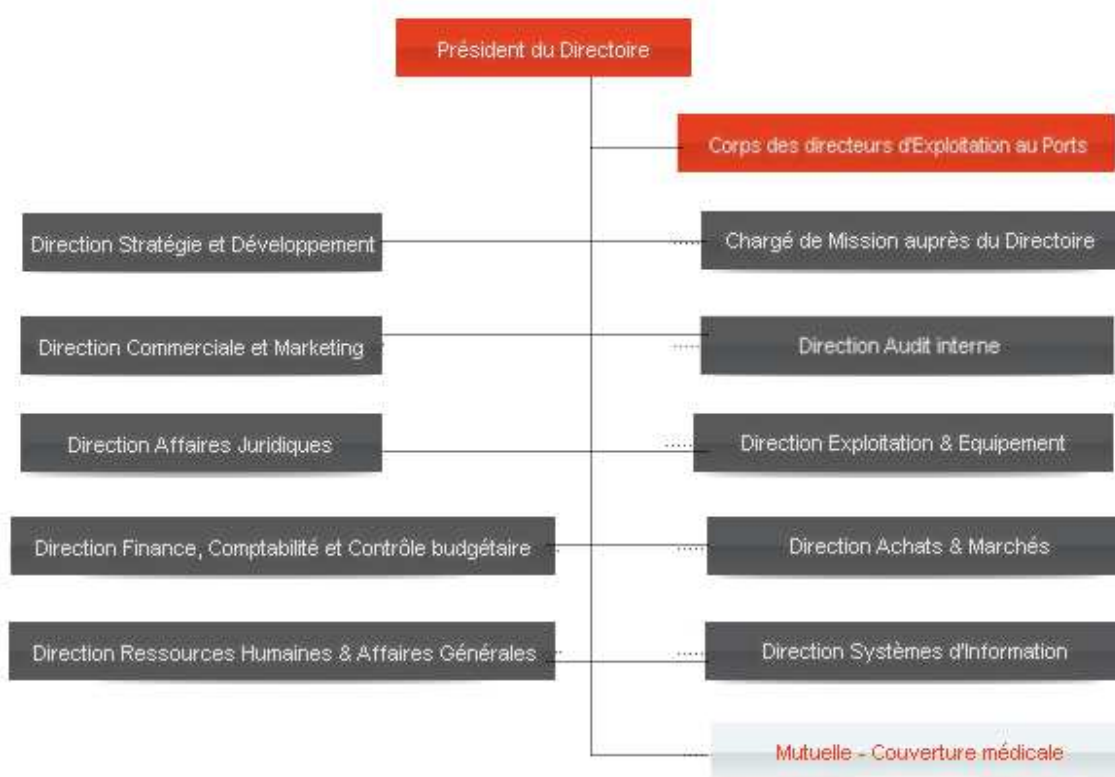 Président du Directoire
Corps des directeurs d'Exploitation au Ports
Direction Stratégie et Développement
Chargé de Mission auprès du Directoire
Direction Commerciale et Marketing
Direction Audit interne
Direction Affaires Juridiques
Direction Exploitation & Equipement
Direction Finance, Comptabilité et Contrôle budgétaire
Direction Achats & Marchés
Direction Ressources Humaines & Affaires Générales
Direction Systèmes d'Information
Mutuelle - Couverture médicale